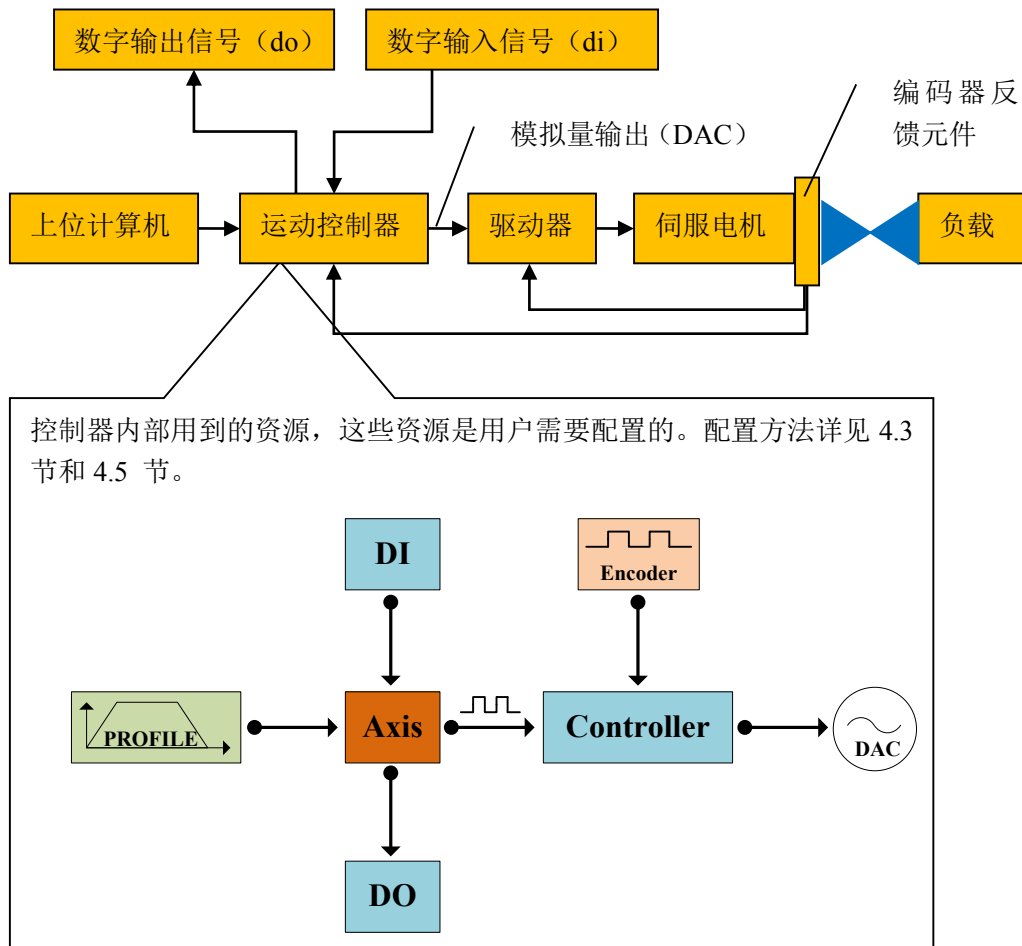 数字输出信号（do）
数字输入信号（di）
编码器反
馈元件
模拟量输出（DAC）
上位计算机
运动控制器
驱动器
伺服电机
负载
控制器内部用到的资源，这些资源是用户需要配置的。配置方法详见 4.3
节和 4.5 节。
DI
Encoder
PROFILE
Axis
Controller
DAC
DO